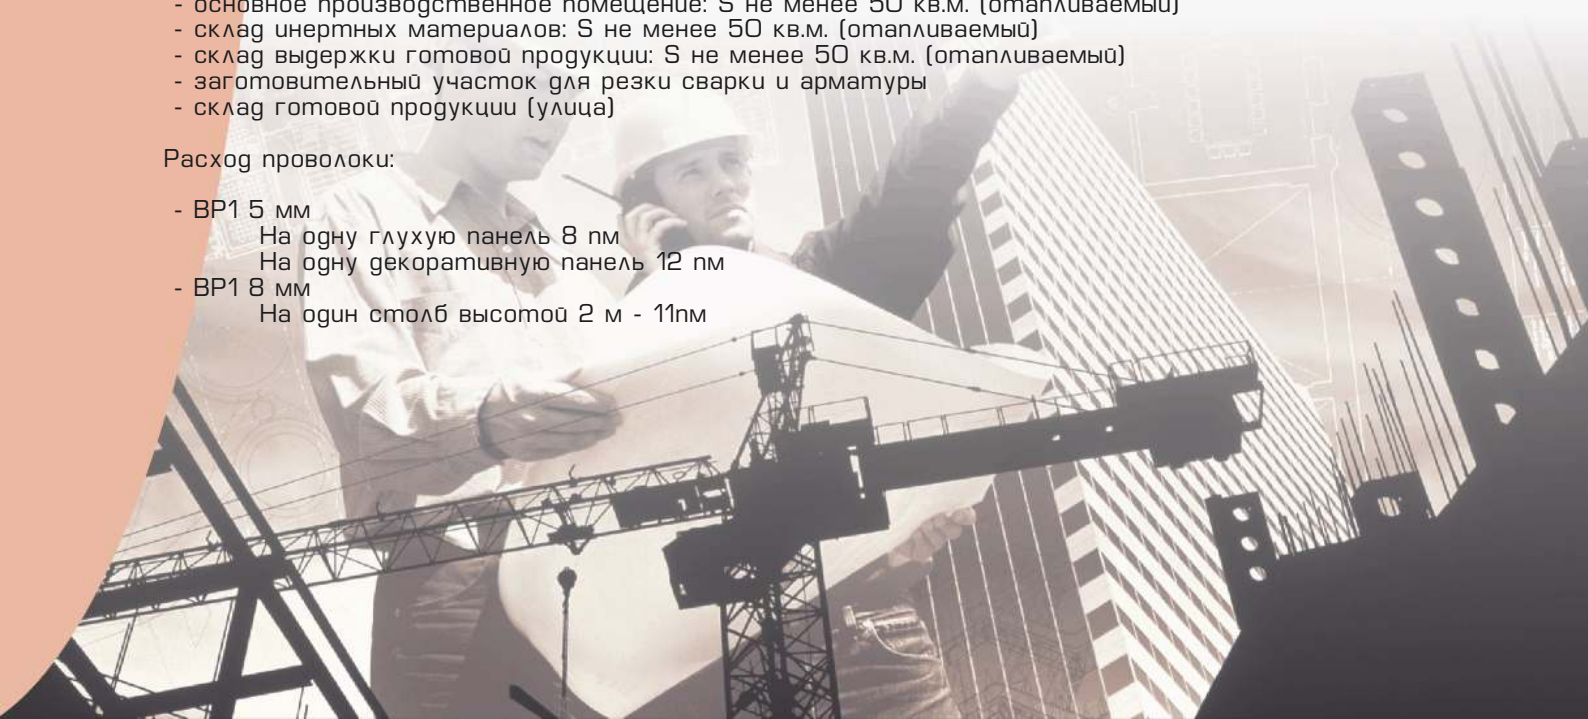 - основное производственное помещение: S не менее 50 кв.м. (отапливаемый)
- склад инертных материалов: S не менее 50 кв.м. (отапливаемый)
- склад выдержки готовой продукции: S не менее 50 кв.м. (отапливаемый)
- заготовительный участок для резки сварки и арматуры
- склад готовой продукции (улица)
Расход проволоки:
- ВР1 5 мм
На одну глухую панель 8 пм
На одну декоративную панель 12 пм
- ВР1 8 мм
На один столб высотой 2 м - 11пм